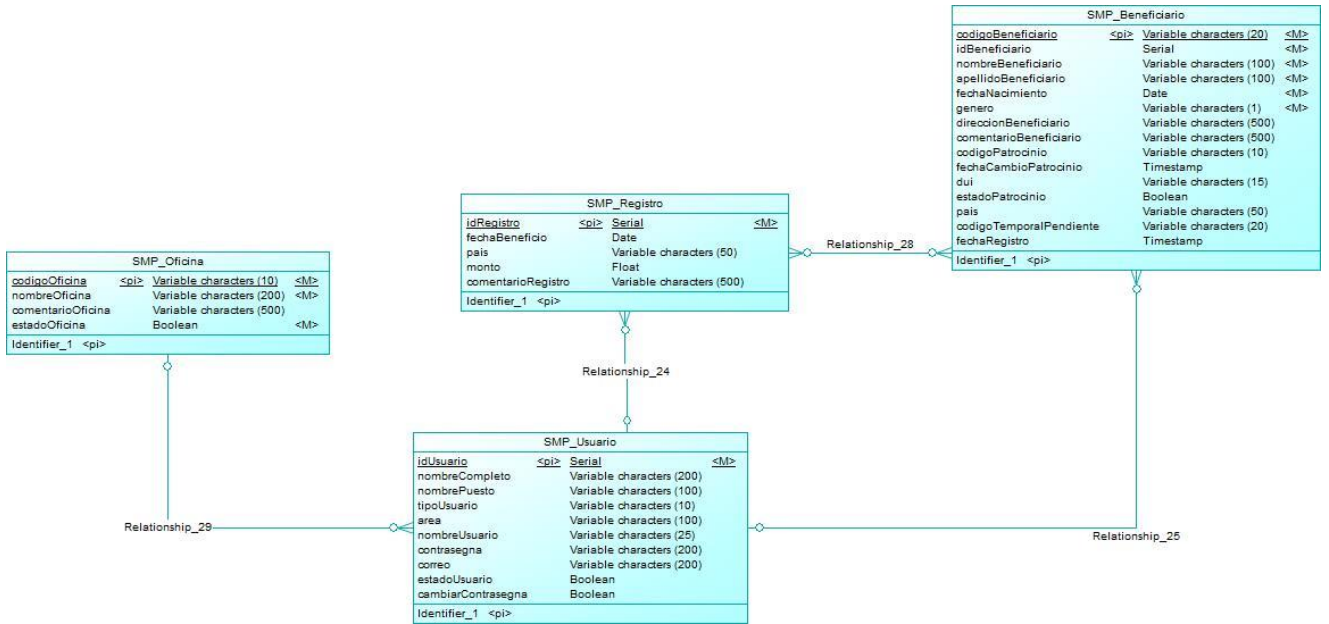 SMP_Beneficiario
codigoBeneficiario <pi> Variable characters (20) <M>
idBeneficiario Serial <M>
nombreBeneficiario Variable characters (100) <M>
apellidoBeneficiario Variable characters (100) <M>
fechaNacimiento Date <M>
genero Variable characters (1) <M>
direccionBeneficiario Variable characters (500)
comentarioBeneficiario Variable characters (500)
codigoPatrocinio Variable characters (10)
fechaCambioPatrocinio Timestamp
dui Variable characters (15)
estadoPatrocinio Boolean
pais Variable characters (50)
codigoTemporalPendiente Variable characters (20)
fechaRegistro Timestamp
Identifier_1 <pi>
SMP_Registro
idRegistro <pi> Serial <M>
fechaBeneficio Date
pais Variable characters (50)
monto Float
comentarioRegistro Variable characters (500)
Identifier_1 <pi>
Relationship_28
SMP_Oficina
codigoOficina <pi> Variable characters (10) <M>
nombreOficina Variable characters (200) <M>
comentarioOficina Variable characters (500)
estadoOficina Boolean <M>
Identifier_1 <pi>
Relationship_24
SMP_Usuario
idUsuario <pi> Serial <M>
nombreCompleto Variable characters (200)
nombrePuesto Variable characters (100)
tipoUsuario Variable characters (10)
area Variable characters (100)
nombreUsuario Variable characters (25)
contrasegna Variable characters (200)
correo Variable characters (200)
estadoUsuario Boolean
cambiarContrasegna Boolean
Identifier_1 <pi>
Relationship_29
Relationship_25